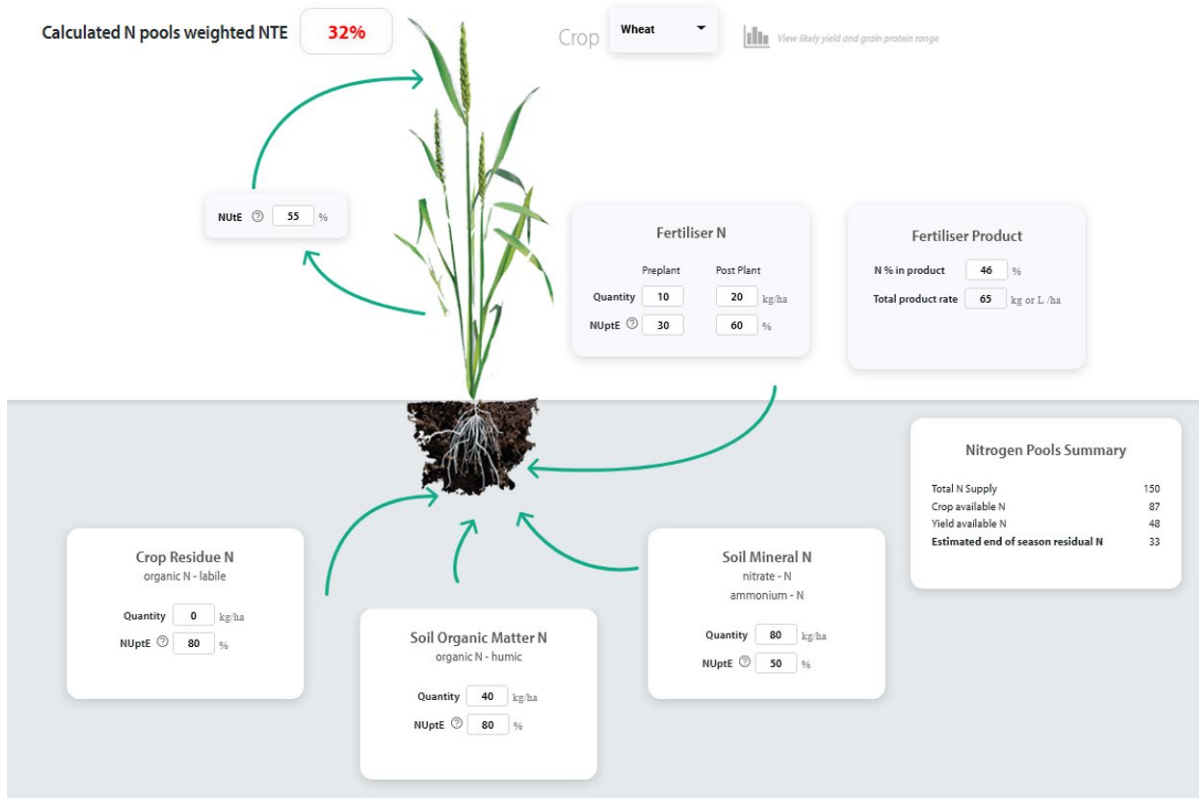 Calculated N pools weighted NTE 32%
Crop Wheat
View likely yield and grain protein range
NUtE ? 55 %
Fertiliser N
Preplant Post Plant
Quantity 10 20 kg/ha
NUptE ? 30 60 %
Fertiliser Product
N % in product 46 %
Total product rate 65 kg or L /ha
Nitrogen Pools Summary
Total N Supply 150
Crop available N 87
Yield available N 48
Estimated end of season residual N 33
Crop Residue N
organic N - labile
Quantity 0 kg/ha
NUptE ? 80 %
Soil Organic Matter N
organic N - humic
Quantity 40 kg/ha
NUptE ? 80 %
Soil Mineral N
nitrate - N
ammonium - N
Quantity 80 kg/ha
NUptE ? 50 %